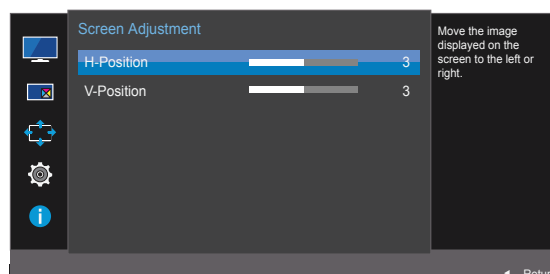 Screen Adjustment
H-Position 3
V-Position 3
Move the image
displayed on the
screen to the left or
right.